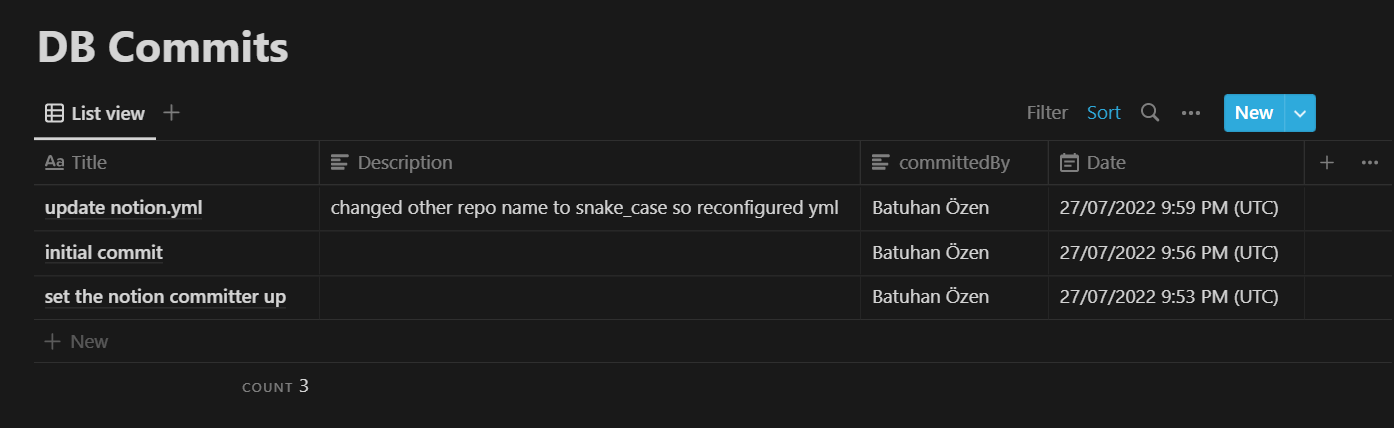 DB Commits
List view
Filter Sort New
Aa Title Description committedBy Date
update notion.yml changed other repo name to snake_case so reconfigured yml Batuhan Özen 27/07/2022 9:59 PM (UTC)
initial commit Batuhan Özen 27/07/2022 9:56 PM (UTC)
set the notion committer up Batuhan Özen 27/07/2022 9:53 PM (UTC)
New
COUNT 3